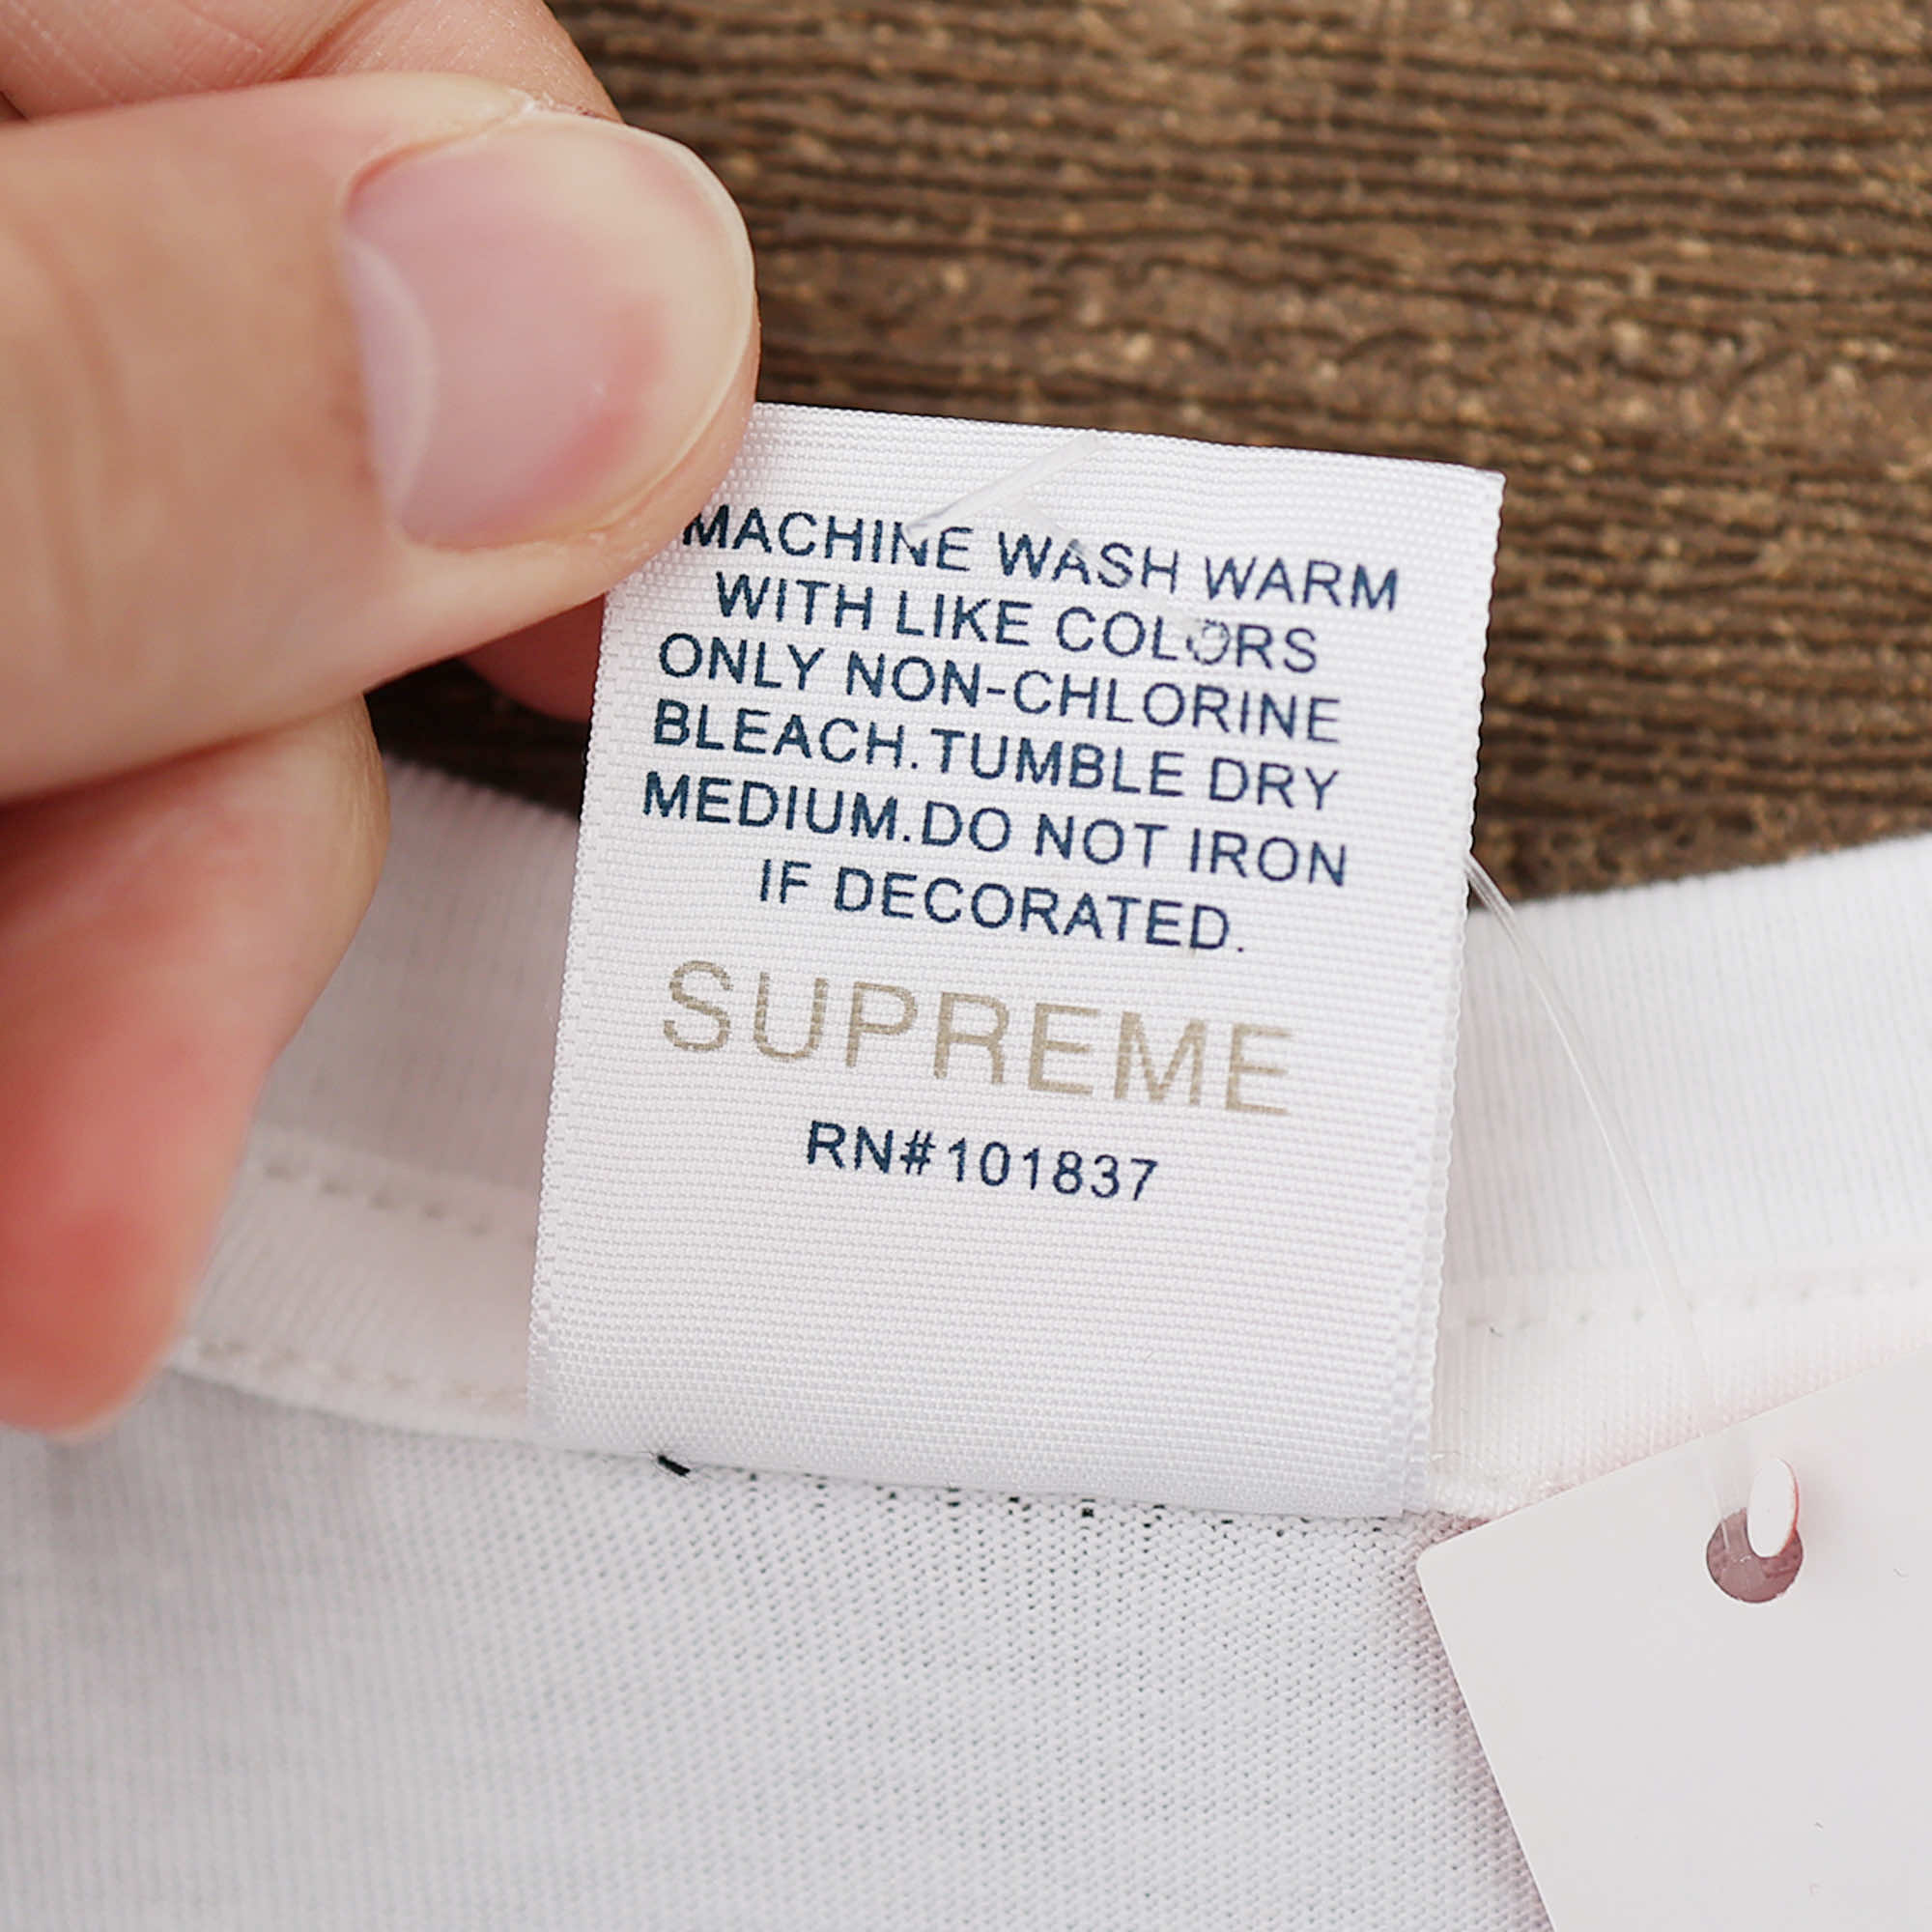 MACHINE WASH WARM
WITH LIKE COLORS
ONLY NON-CHLORINE
BLEACH.TUMBLE DRY
MEDIUM.DO NOT IRON
IF DECORATED.
SUPREME
RN#101837